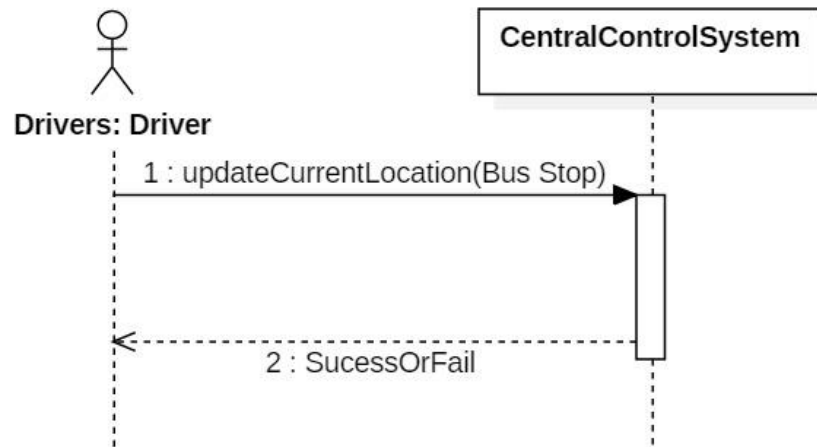 CentralControlSystem
Drivers: Driver
1 : updateCurrentLocation(Bus Stop)
2 : SucessOrFail